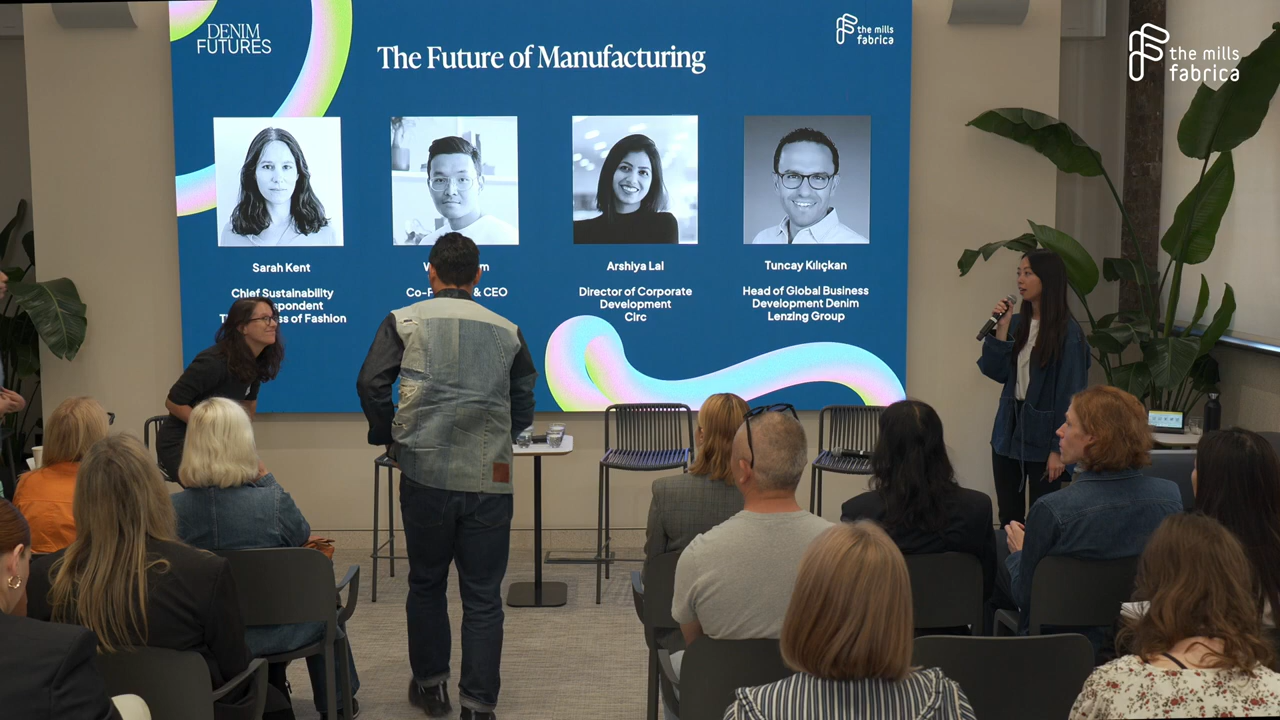 DENIM
FUTURES
The Future of Manufacturing
the mills
fabrica
the mills
fabrica
Sarah Kent
Chief Sustainability
The of Fashion
Co- & CEO
Arshiya Lal
Director of Corporate
Development
Circ
Tuncay Kılıçkan
Head of Global Business
Development Denim
Lenzing Group